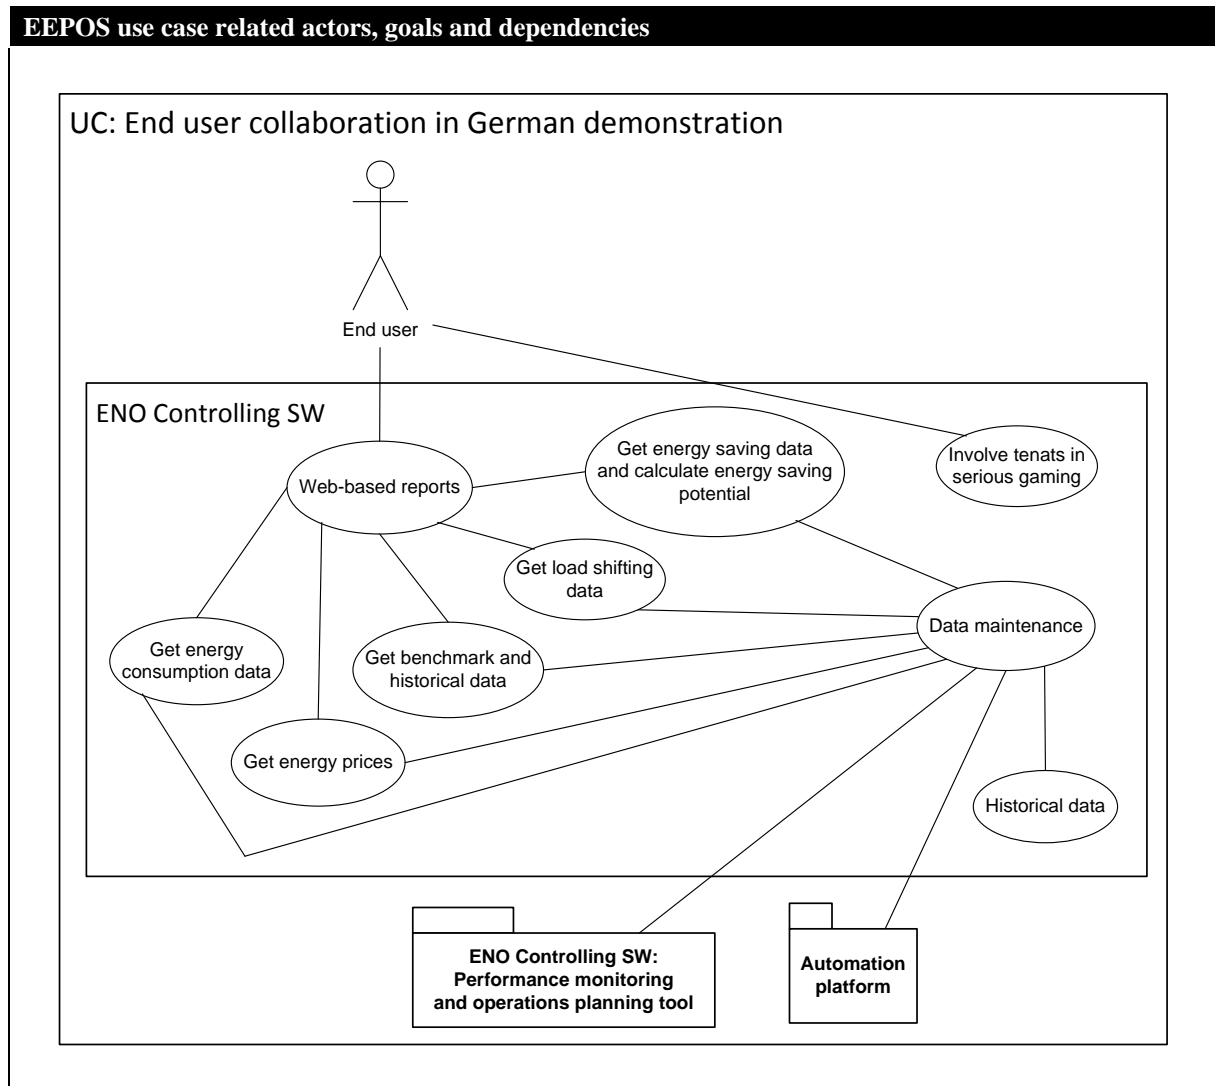 EEPOS use case related actors, goals and dependencies
UC: End user collaboration in German demonstration
End user
ENO Controlling SW
Web-based reports
Get energy saving data
and calculate energy saving
potential
Involve tenats in
serious gaming
Get load shifting
data
Data maintenance
Get energy
consumption data
Get benchmark and
historical data
Get energy prices
Historical data
ENO Controlling SW:
Performance monitoring
and operations planning tool
Automation
platform